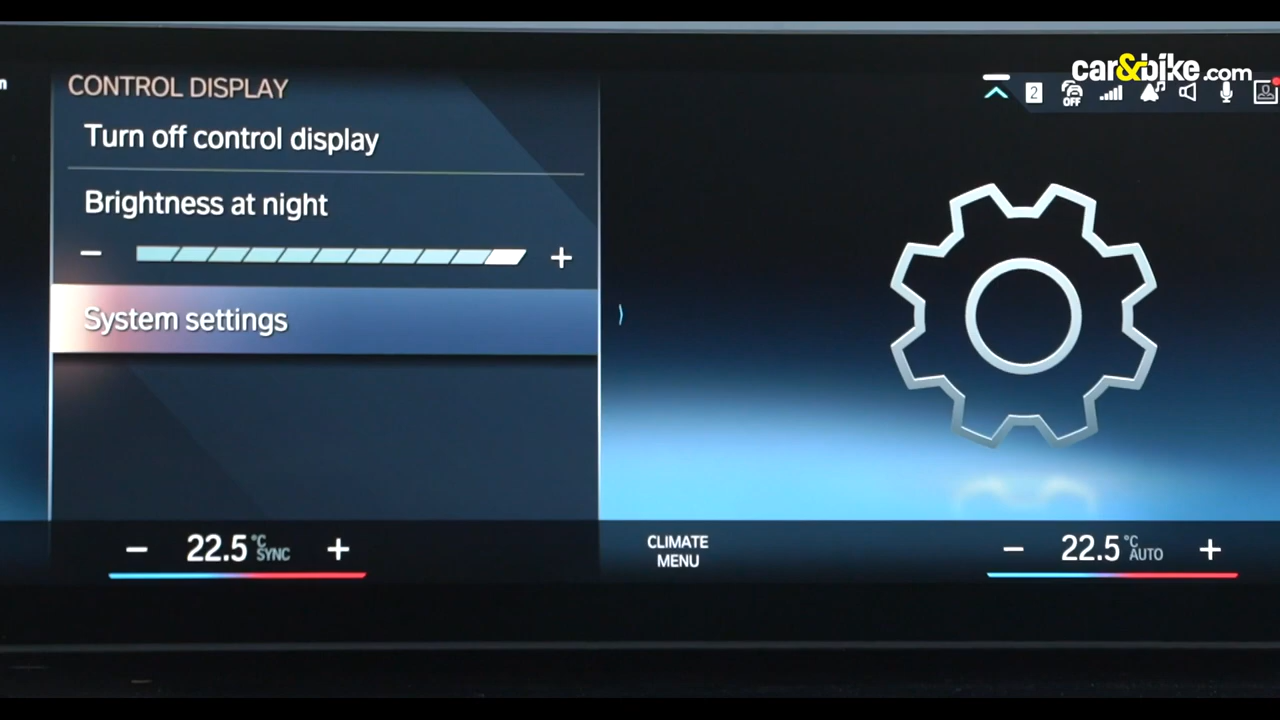 CONTROL DISPLAY
car&bike.com
2
OFF
Turn off control display
Brightness at night
− +
System settings
− 22.5 °C SYNC +
CLIMATE
MENU
− 22.5 °C AUTO +